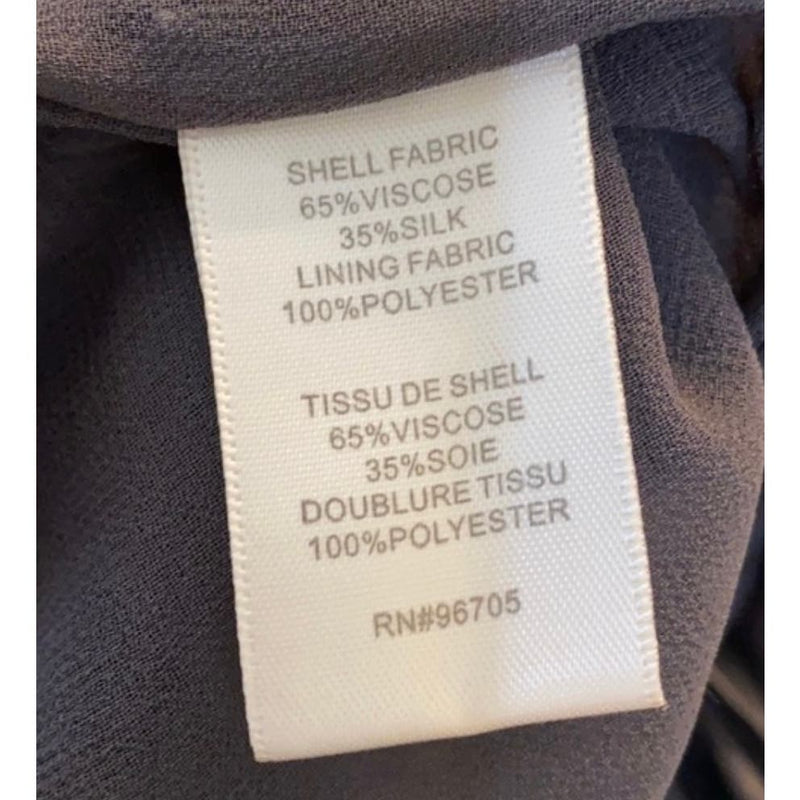 SHELL FABRIC
65%VISCOSE
35%SILK
LINING FABRIC
100%POLYESTER
TISSU DE SHELL
65%VISCOSE
35%SOIE
DOUBLURE TISSU
100%POLYESTER
RN#96705